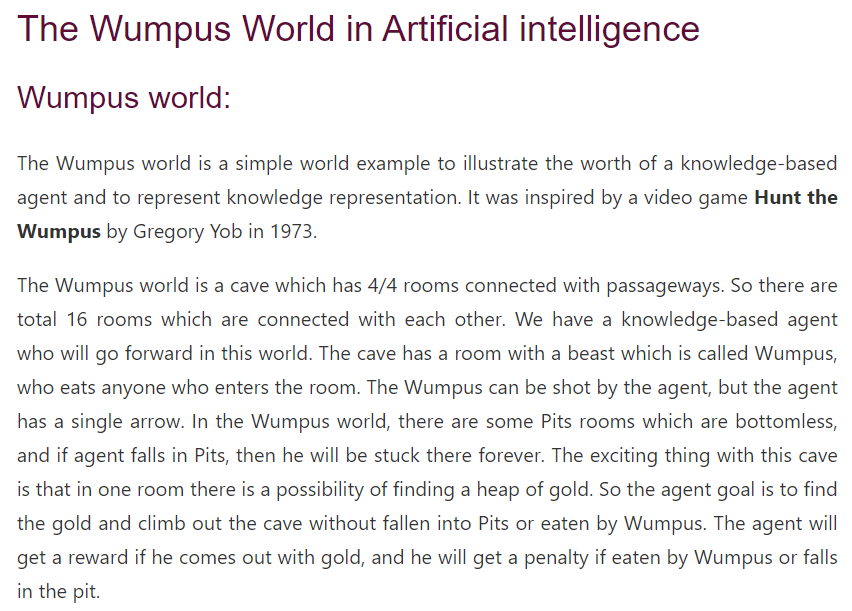 The Wumpus World in Artificial intelligence
Wumpus world:
The Wumpus world is a simple world example to illustrate the worth of a knowledge-based
agent and to represent knowledge representation. It was inspired by a video game Hunt the
Wumpus by Gregory Yob in 1973.
The Wumpus world is a cave which has 4/4 rooms connected with passageways. So there are
total 16 rooms which are connected with each other. We have a knowledge-based agent
who will go forward in this world. The cave has a room with a beast which is called Wumpus,
who eats anyone who enters the room. The Wumpus can be shot by the agent, but the agent
has a single arrow. In the Wumpus world, there are some Pits rooms which are bottomless,
and if agent falls in Pits, then he will be stuck there forever. The exciting thing with this cave
is that in one room there is a possibility of finding a heap of gold. So the agent goal is to find
the gold and climb out the cave without fallen into Pits or eaten by Wumpus. The agent will
get a reward if he comes out with gold, and he will get a penalty if eaten by Wumpus or falls
in the pit.